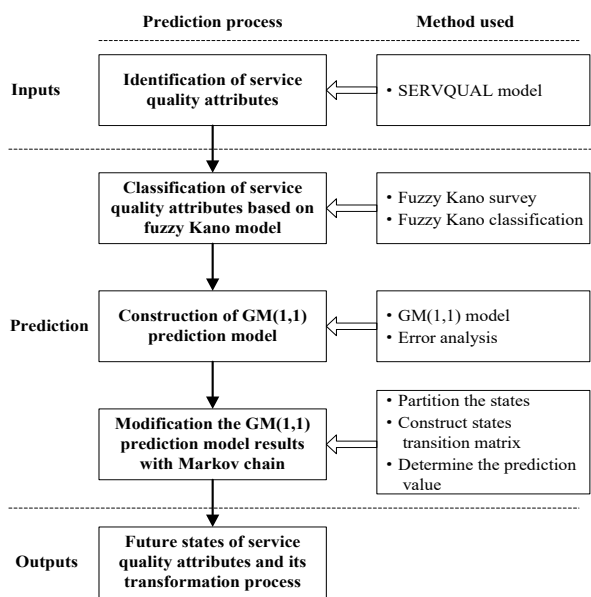 Prediction process
Method used
Inputs
Identification of service
quality attributes
• SERVQUAL model
Classification of service
quality attributes based on
fuzzy Kano model
• Fuzzy Kano survey
• Fuzzy Kano classification
Prediction
Construction of GM(1,1)
prediction model
• GM(1,1) model
• Error analysis
Modification the GM(1,1)
prediction model results
with Markov chain
• Partition the states
• Construct states
transition matrix
• Determine the prediction
value
Outputs
Future states of service
quality attributes and its
transformation process